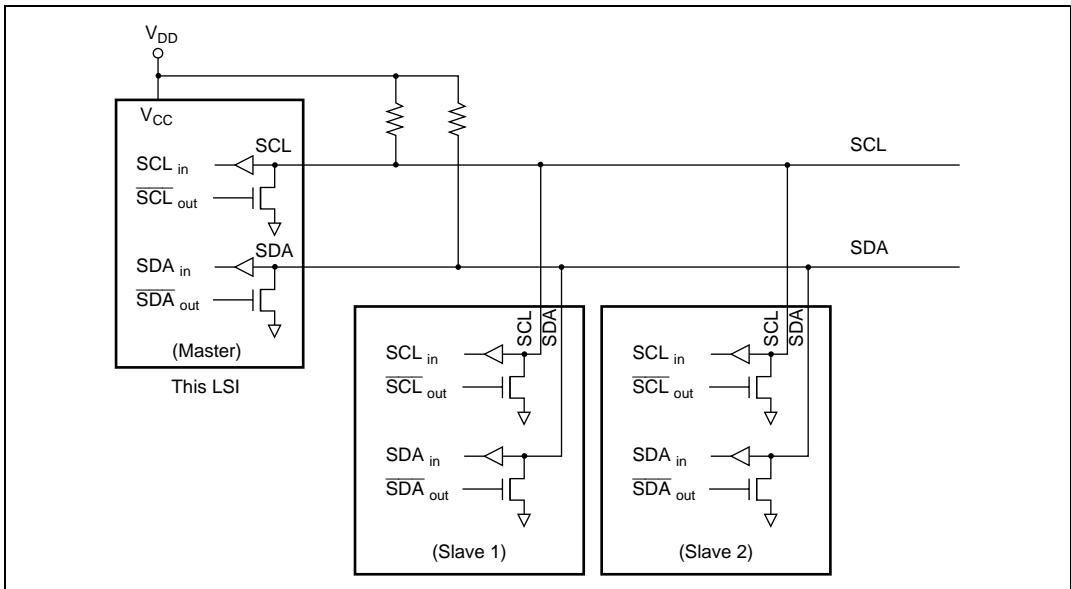 VDD
VCC
SCL
SCL in
SCL out
SDA
SDA in
SDA out
(Master)
This LSI
SCL
SDA
SCL
SDA
SCL in
SCL out
SDA in
SDA out
(Slave 1)
SCL
SDA
SCL in
SCL out
SDA in
SDA out
(Slave 2)